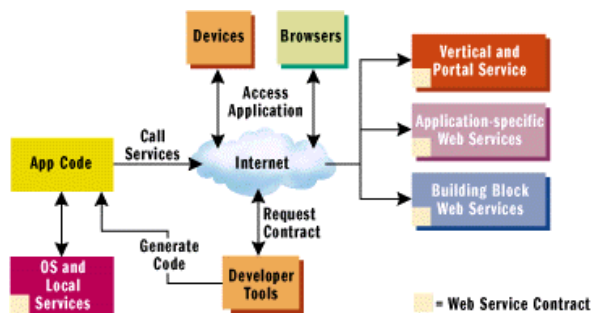 Devices
Browsers
Vertical and
Portal Service
Access
Application
Application-specific
Web Services
Call
Services
App Code
Internet
Building Block
Web Services
Request
Contract
Generate
Code
OS and
Local
Services
Developer
Tools
= Web Service Contract